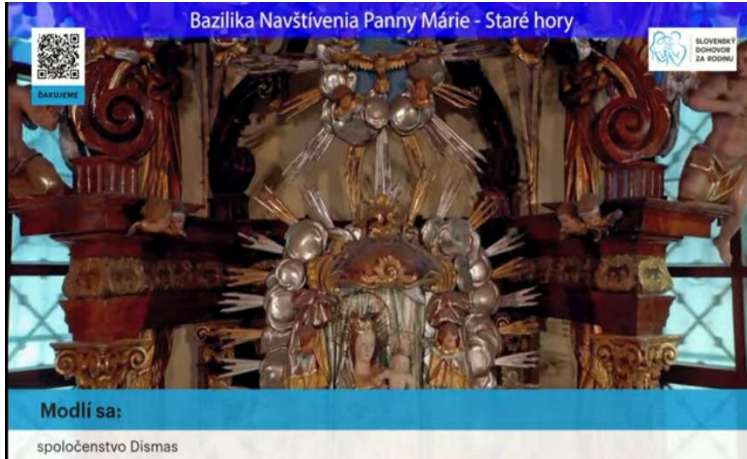 Bazilika Navštívenia Panny Márie - Staré hory
SLOVENSKÝ
DOHOVOR
ZA RODINU
ĎAKUJEME
Modlí sa:
spoločenstvo Dismas